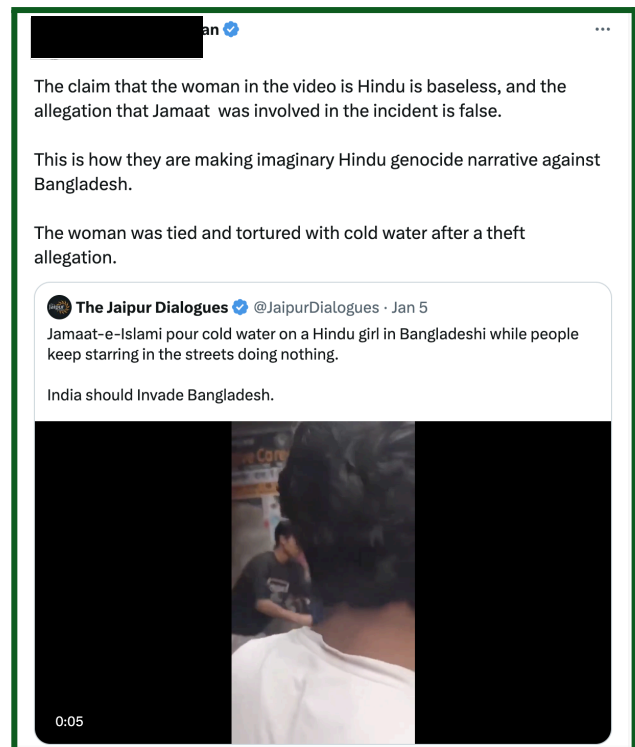 an
The claim that the woman in the video is Hindu is baseless, and the
allegation that Jamaat was involved in the incident is false.
This is how they are making imaginary Hindu genocide narrative against
Bangladesh.
The woman was tied and tortured with cold water after a theft
allegation.
The Jaipur Dialogues @JaipurDialogues · Jan 5
Jamaat-e-Islami pour cold water on a Hindu girl in Bangladeshi while people
keep starring in the streets doing nothing.
India should Invade Bangladesh.
0:05